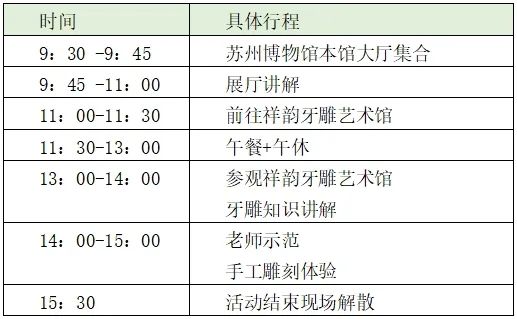 时间 具体行程
9：30 -9：45 苏州博物馆本馆大厅集合
9：45 -11：00 展厅讲解
11：00-11：30 前往祥韵牙雕艺术馆
11：30-13：00 午餐+午休
13：00-14：00 参观祥韵牙雕艺术馆
牙雕知识讲解
14：00-15：00 老师示范
手工雕刻体验
15：30 活动结束现场解散